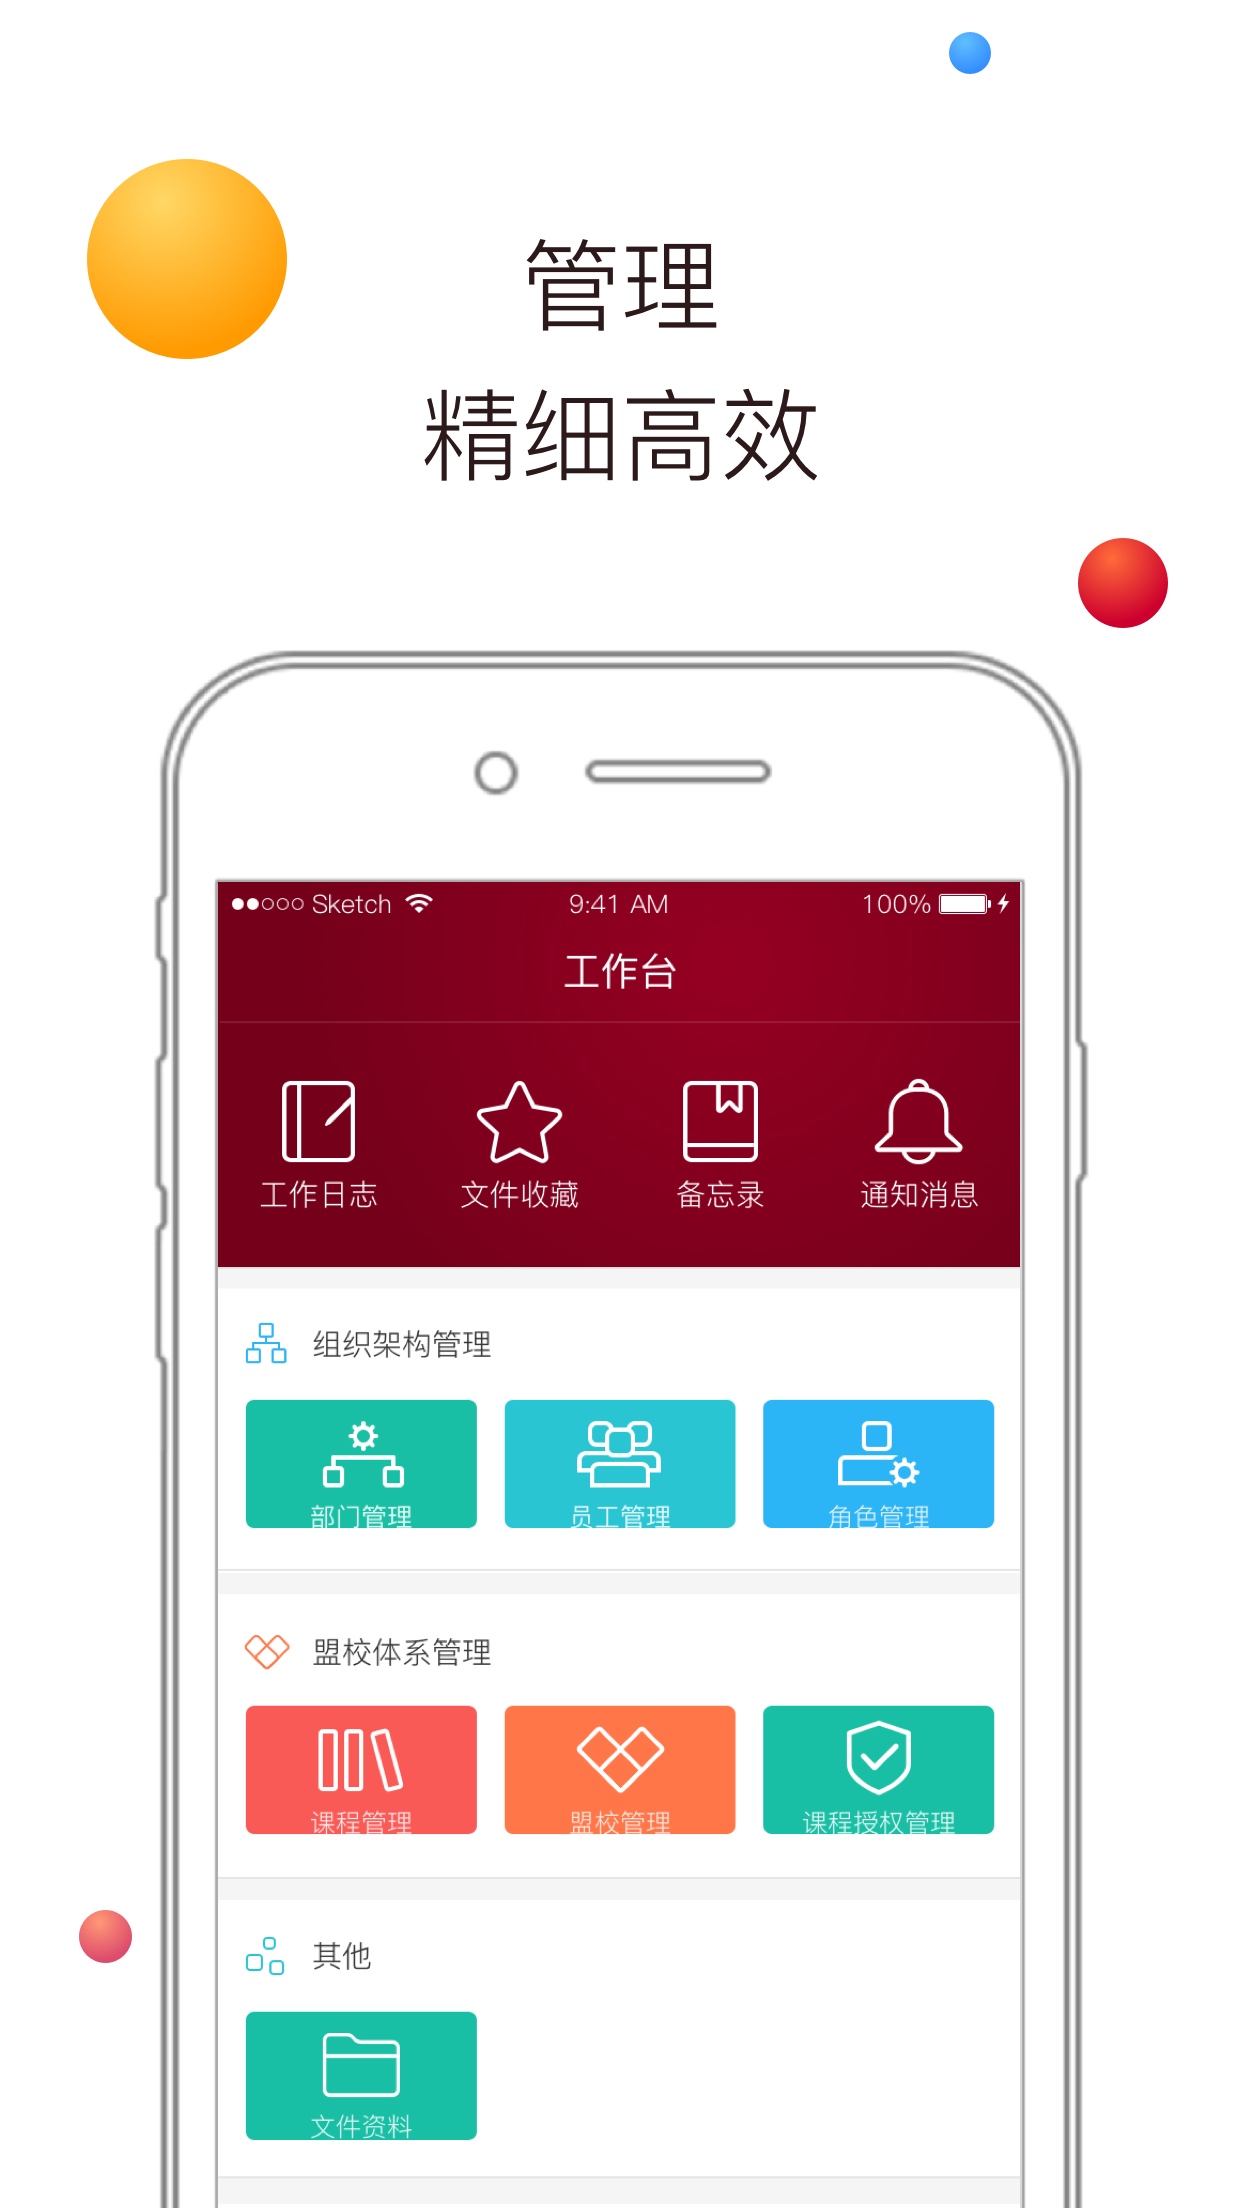 管理
精细高效
Sketch 9:41 AM 100%
工作台
工作日志 文件收藏 备忘录 通知消息
组织架构管理
部门管理 员工管理 角色管理
盟校体系管理
课程管理 盟校管理 课程授权管理
其他
文件资料